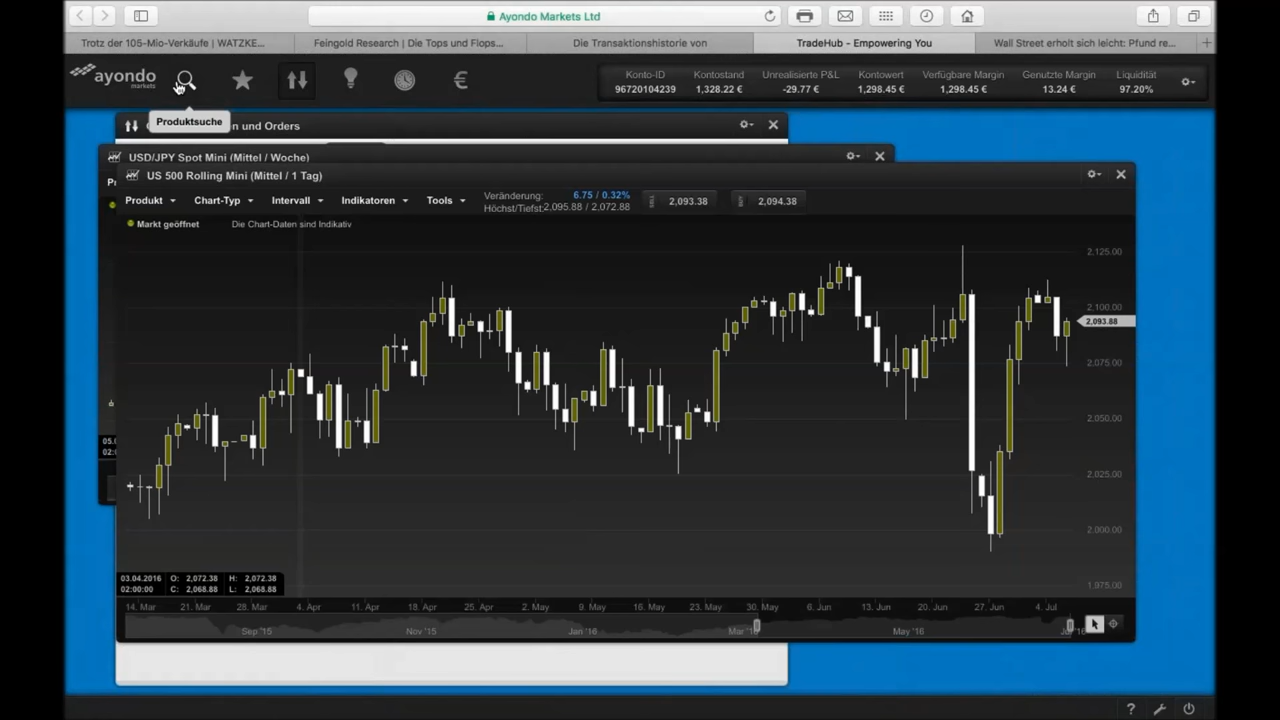 Ayondo Markets Ltd
Trotz der 105-Mio-Verkäufe | WATZKE...
Feingold Research | Die Tops und Flops...
Die Transaktionshistorie von
TradeHub - Empowering You
Wall Street erholt sich leicht: Pfund re...
ayondo
markets
Konto-ID
96720104239
Kontostand
1,328.22 €
Unrealisierte P&L
-29.77 €
Kontowert
1,298.45 €
Verfügbare Margin
1,298.45 €
Genutzte Margin
13.24 €
Liquidität
97.20%
Produktsuche
n und Orders
USD/JPY Spot Mini (Mittel / Woche)
US 500 Rolling Mini (Mittel / 1 Tag)
Produkt
Chart-Typ
Intervall
Indikatoren
Tools
Veränderung: 6.75 / 0.32%
Höchst/Tiefst: 2,095.88 / 2,072.88
SELL 2,093.38
BUY 2,094.38
Markt geöffnet
Die Chart-Daten sind Indikativ
2,125.00
2,100.00
2,093.88
2,075.00
2,050.00
2,025.00
2,000.00
1,975.00
05.0
02:0
03.04.2016 O: 2,072.38 H: 2,072.38
02:00:00 C: 2,068.88 L: 2,068.88
14. Mar 21. Mar 28. Mar 4. Apr 11. Apr 18. Apr 25. Apr 2. May 9. May 16. May 23. May 30. May 6. Jun 13. Jun 20. Jun 27. Jun 4. Jul
Sep '15 Nov '15 Jan '16 Mar '16 May '16 Jul '16